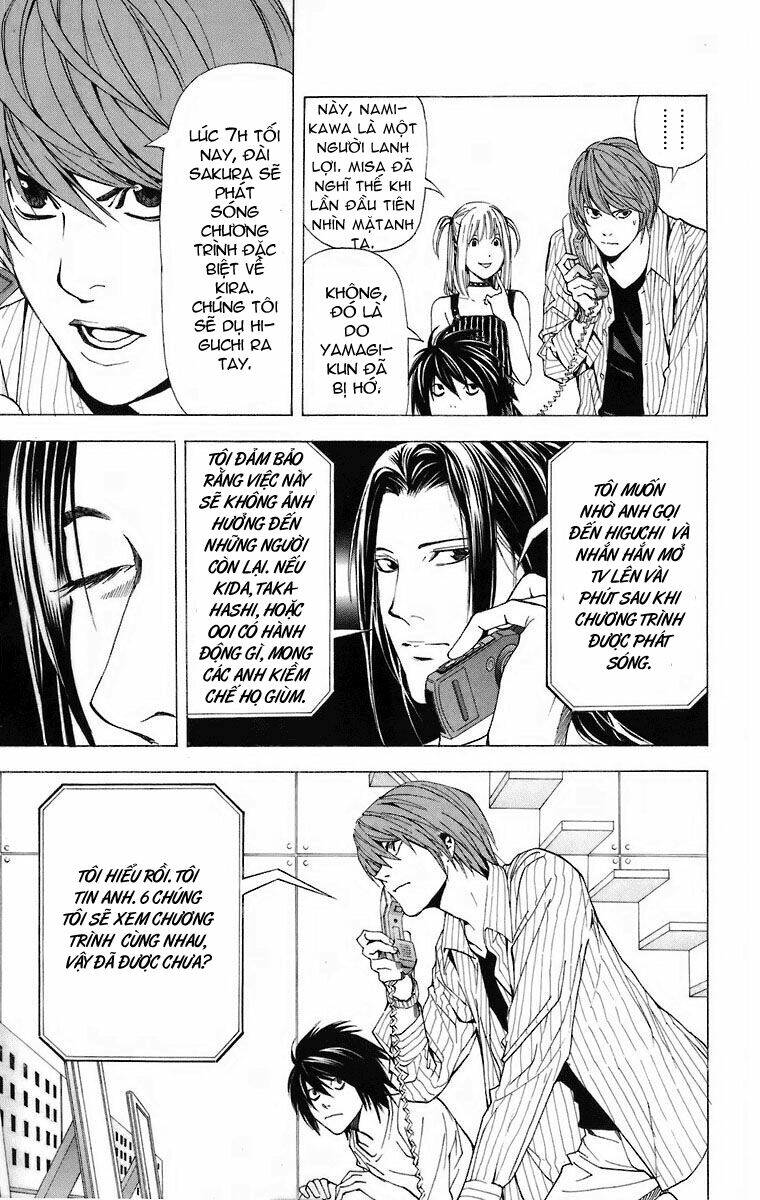 ......
......
NÀY, NAMI-
KAWA LÀ MỘT
NGƯỜI LANH
LỢI. MISA ĐÃ
NGHĨ THẾ KHI
LẦN ĐẦU TIÊN
NHÌN MẶTANH
TA.
KHÔNG,
ĐÓ LÀ
DO
YAMAGI-
KUN ĐÃ
BỊ HỚ.
LÚC 7H TỐI
NAY, ĐÀI
SAKURA SẼ
PHÁT
SÓNG
CHƯƠNG
TRÌNH ĐẶC
BIỆT VỀ
KIRA.
CHÚNG TÔI
SẼ DỤ HI-
GUCHI RA
TAY.
TÔI MUỐN
NHỜ ANH GỌI
ĐẾN HIGUCHI VÀ
NHẮN HẮN MỞ
TV LÊN VÀI
PHÚT SAU KHI
CHƯƠNG TRÌNH
ĐƯỢC PHÁT
SÓNG.
TÔI ĐẢM BẢO
RẰNG VIỆC NÀY
SẼ KHÔNG ẢNH
HƯỞNG ĐẾN
NHỮNG NGƯỜI
CÒN LẠI. NẾU
KIDA, TAKA-
HASHI, HOẶC
OOI CÓ HÀNH
ĐỘNG GÌ, MONG
CÁC ANH KIỀM
CHẾ HỌ GIÙM.
TÔI HIỂU RỒI. TÔI
TIN ANH. 6 CHÚNG
TÔI SẼ XEM CHƯƠNG
TRÌNH CÙNG NHAU,
VẬY ĐÃ ĐƯỢC CHƯA?